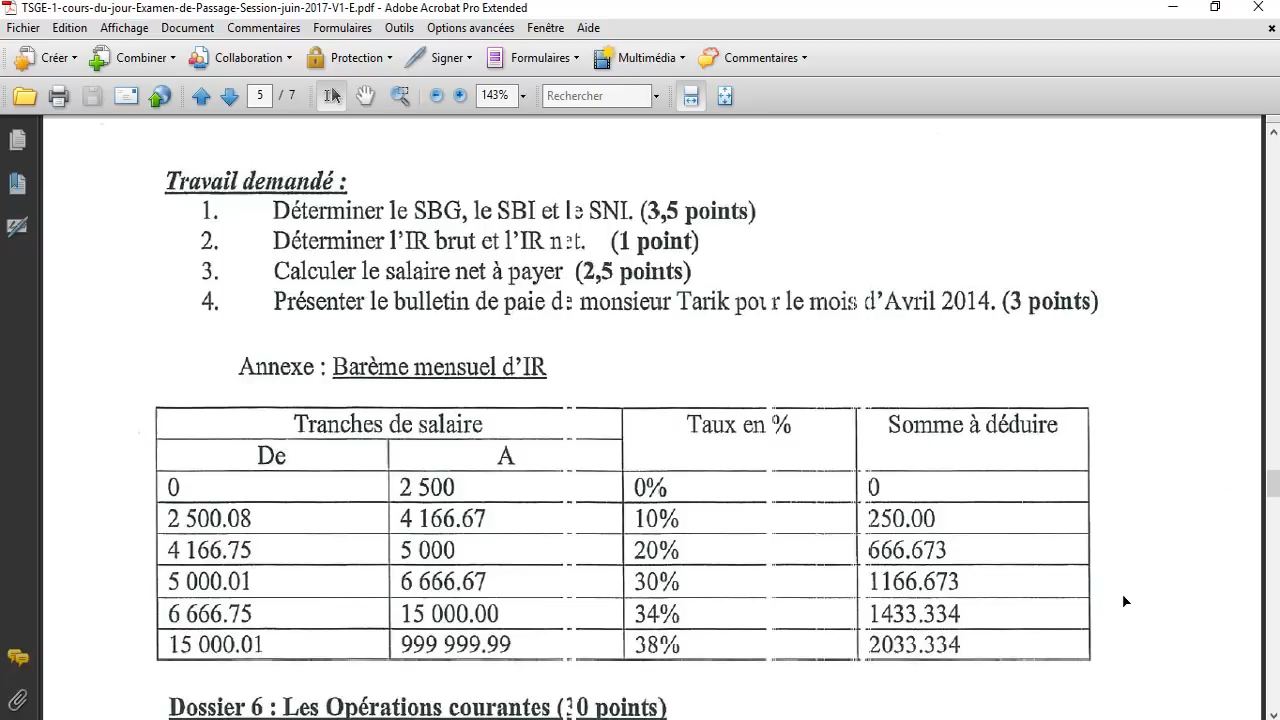 TSGE-1-cours-du-jour-Examen-de-Passage-Session-juin-2017-V1-E.pdf - Adobe Acrobat Pro Extended
Fichier Edition Affichage Document Commentaires Formulaires Outils Options avancées Fenêtre Aide
Créer Combiner Collaboration Protection Signer Formulaires Multimédia Commentaires
5 / 7 143% Rechercher
Travail demandé :
1. Déterminer le SBG, le SBI et le SNI. (3,5 points)
2. Déterminer l'IR brut et l'IR net. (1 point)
3. Calculer le salaire net à payer (2,5 points)
4. Présenter le bulletin de paie de monsieur Tarik pour le mois d'Avril 2014. (3 points)
Annexe : Barème mensuel d'IR
Tranches de salaire Taux en % Somme à déduire
De A
0 2 500 0% 0
2 500.08 4 166.67 10% 250.00
4 166.75 5 000 20% 666.673
5 000.01 6 666.67 30% 1166.673
6 666.75 15 000.00 34% 1433.334
15 000.01 999 999.99 38% 2033.334
Dossier 6 : Les Opérations courantes (30 points)